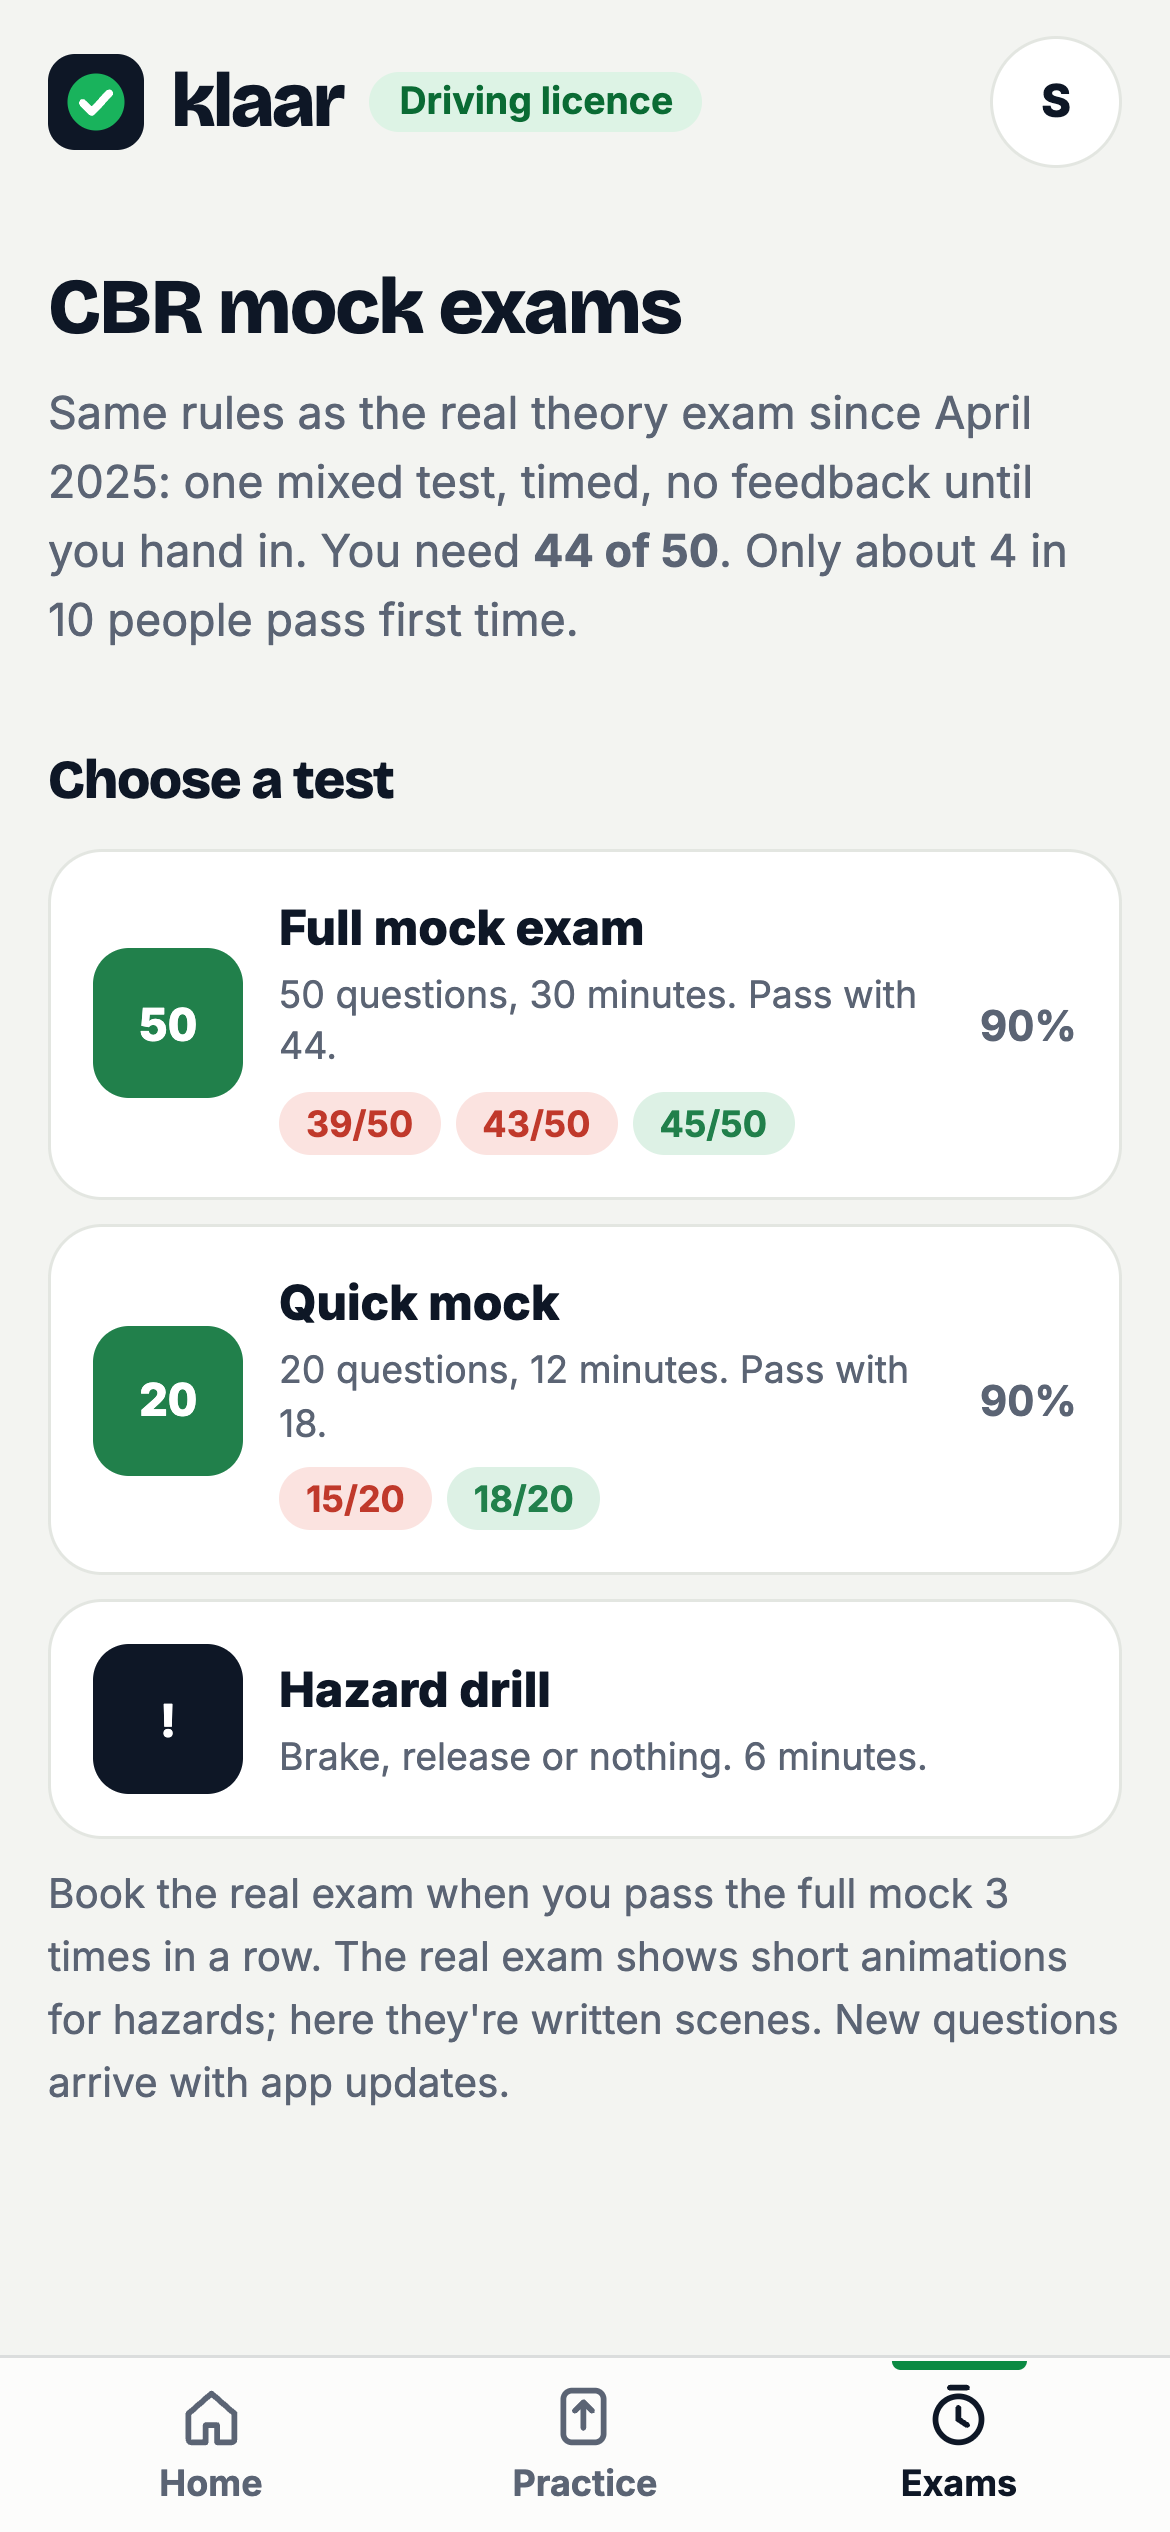 klaar
Driving licence
S
CBR mock exams
Same rules as the real theory exam since April
2025: one mixed test, timed, no feedback until
you hand in. You need 44 of 50. Only about 4 in
10 people pass first time.
Choose a test
50
Full mock exam
50 questions, 30 minutes. Pass with
44.
39/50 43/50 45/50
90%
20
Quick mock
20 questions, 12 minutes. Pass with
18.
15/20 18/20
90%
!
Hazard drill
Brake, release or nothing. 6 minutes.
Book the real exam when you pass the full mock 3
times in a row. The real exam shows short animations
for hazards; here they're written scenes. New questions
arrive with app updates.
Home Practice Exams